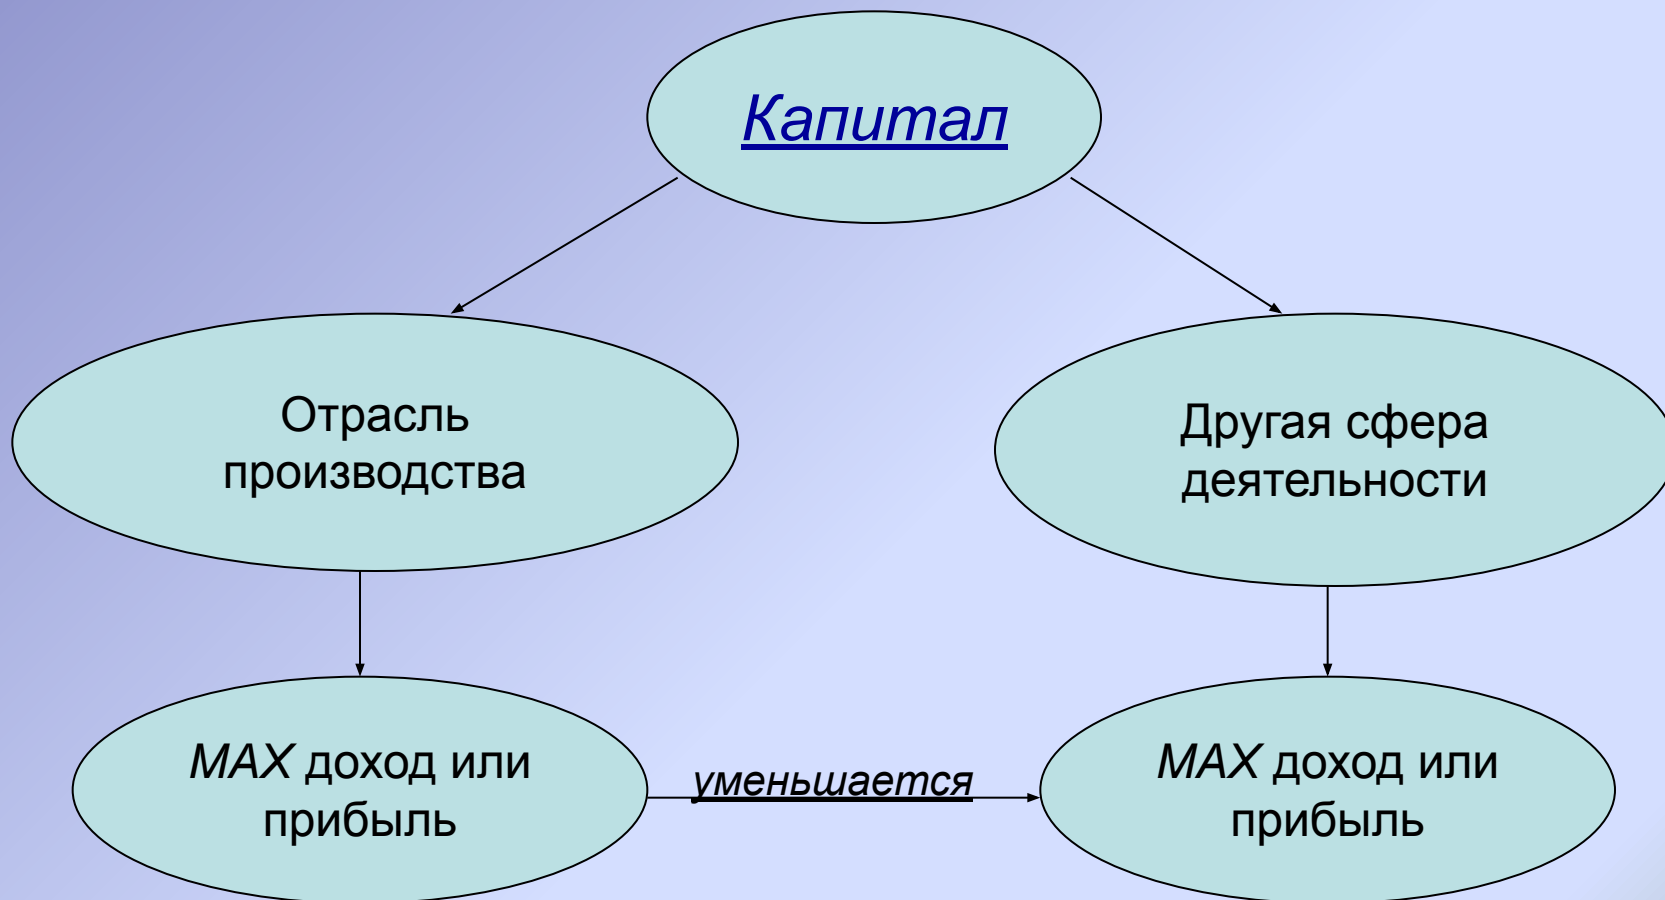 Капитал
Отрасль
производства
Другая сфера
деятельности
MAX доход или
прибыль
уменьшается
MAX доход или
прибыль